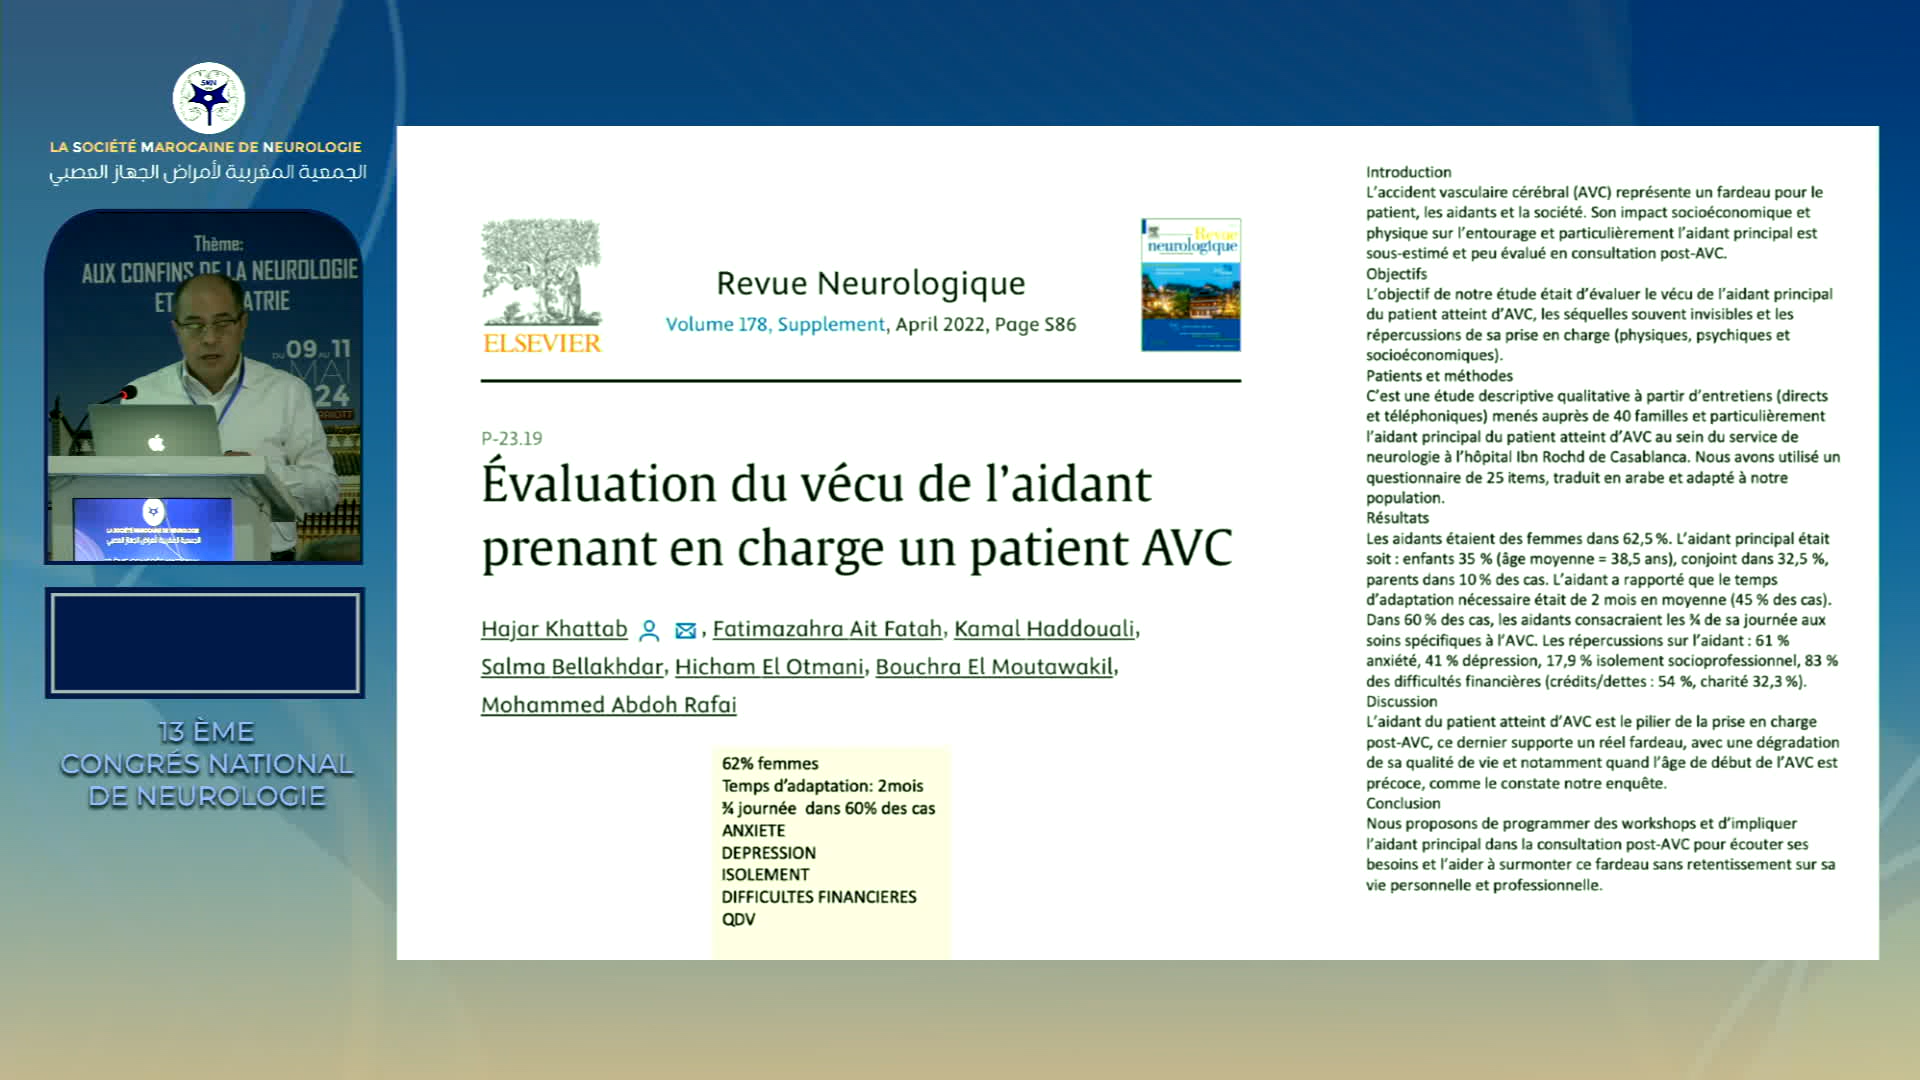 SMN
LA SOCIÉTÉ MAROCAINE DE NEUROLOGIE
الجمعية المغربية لأمراض الجهاز العصبي
Thème:
AUX CONFINS DE LA NEUROLOGIE
ET ATRIE
DU 09 AU 11
MAI
24
RRIOTT
LA SOCIÉTÉ MAROCAINE DE NEUROLOGIE
الجمعية المغربية لأمراض الجهاز العصبي
13 ÈME
CONGRÉS NATIONAL
DE NEUROLOGIE
ELSEVIER
Revue Neurologique
Volume 178, Supplement, April 2022, Page S86
Revue
neurologique
P-23.19
Évaluation du vécu de l’aidant
prenant en charge un patient AVC
Hajar Khattab , Fatimazahra Ait Fatah, Kamal Haddouali,
Salma Bellakhdar, Hicham El Otmani, Bouchra El Moutawakil,
Mohammed Abdoh Rafai
62% femmes
Temps d’adaptation: 2mois
¾ journée dans 60% des cas
ANXIETE
DEPRESSION
ISOLEMENT
DIFFICULTES FINANCIERES
QDV
Introduction
L’accident vasculaire cérébral (AVC) représente un fardeau pour le
patient, les aidants et la société. Son impact socioéconomique et
physique sur l’entourage et particulièrement l’aidant principal est
sous-estimé et peu évalué en consultation post-AVC.
Objectifs
L’objectif de notre étude était d’évaluer le vécu de l’aidant principal
du patient atteint d’AVC, les séquelles souvent invisibles et les
répercussions de sa prise en charge (physiques, psychiques et
socioéconomiques).
Patients et méthodes
C’est une étude descriptive qualitative à partir d’entretiens (directs
et téléphoniques) menés auprès de 40 familles et particulièrement
l’aidant principal du patient atteint d’AVC au sein du service de
neurologie à l’hôpital Ibn Rochd de Casablanca. Nous avons utilisé un
questionnaire de 25 items, traduit en arabe et adapté à notre
population.
Résultats
Les aidants étaient des femmes dans 62,5 %. L’aidant principal était
soit : enfants 35 % (âge moyenne = 38,5 ans), conjoint dans 32,5 %,
parents dans 10 % des cas. L’aidant a rapporté que le temps
d’adaptation nécessaire était de 2 mois en moyenne (45 % des cas).
Dans 60 % des cas, les aidants consacraient les ¾ de sa journée aux
soins spécifiques à l’AVC. Les répercussions sur l’aidant : 61 %
anxiété, 41 % dépression, 17,9 % isolement socioprofessionnel, 83 %
des difficultés financières (crédits/dettes : 54 %, charité 32,3 %).
Discussion
L’aidant du patient atteint d’AVC est le pilier de la prise en charge
post-AVC, ce dernier supporte un réel fardeau, avec une dégradation
de sa qualité de vie et notamment quand l’âge de début de l’AVC est
précoce, comme le constate notre enquête.
Conclusion
Nous proposons de programmer des workshops et d’impliquer
l’aidant principal dans la consultation post-AVC pour écouter ses
besoins et l’aider à surmonter ce fardeau sans retentissement sur sa
vie personnelle et professionnelle.